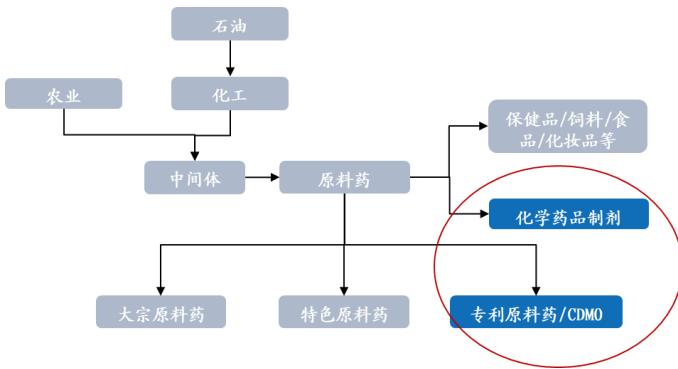 石油
农业
化工
保健品/饲料/食
品/化妆品等
中间体
原料药
化学药品制剂
大宗原料药
特色原料药
专利原料药/CDMO